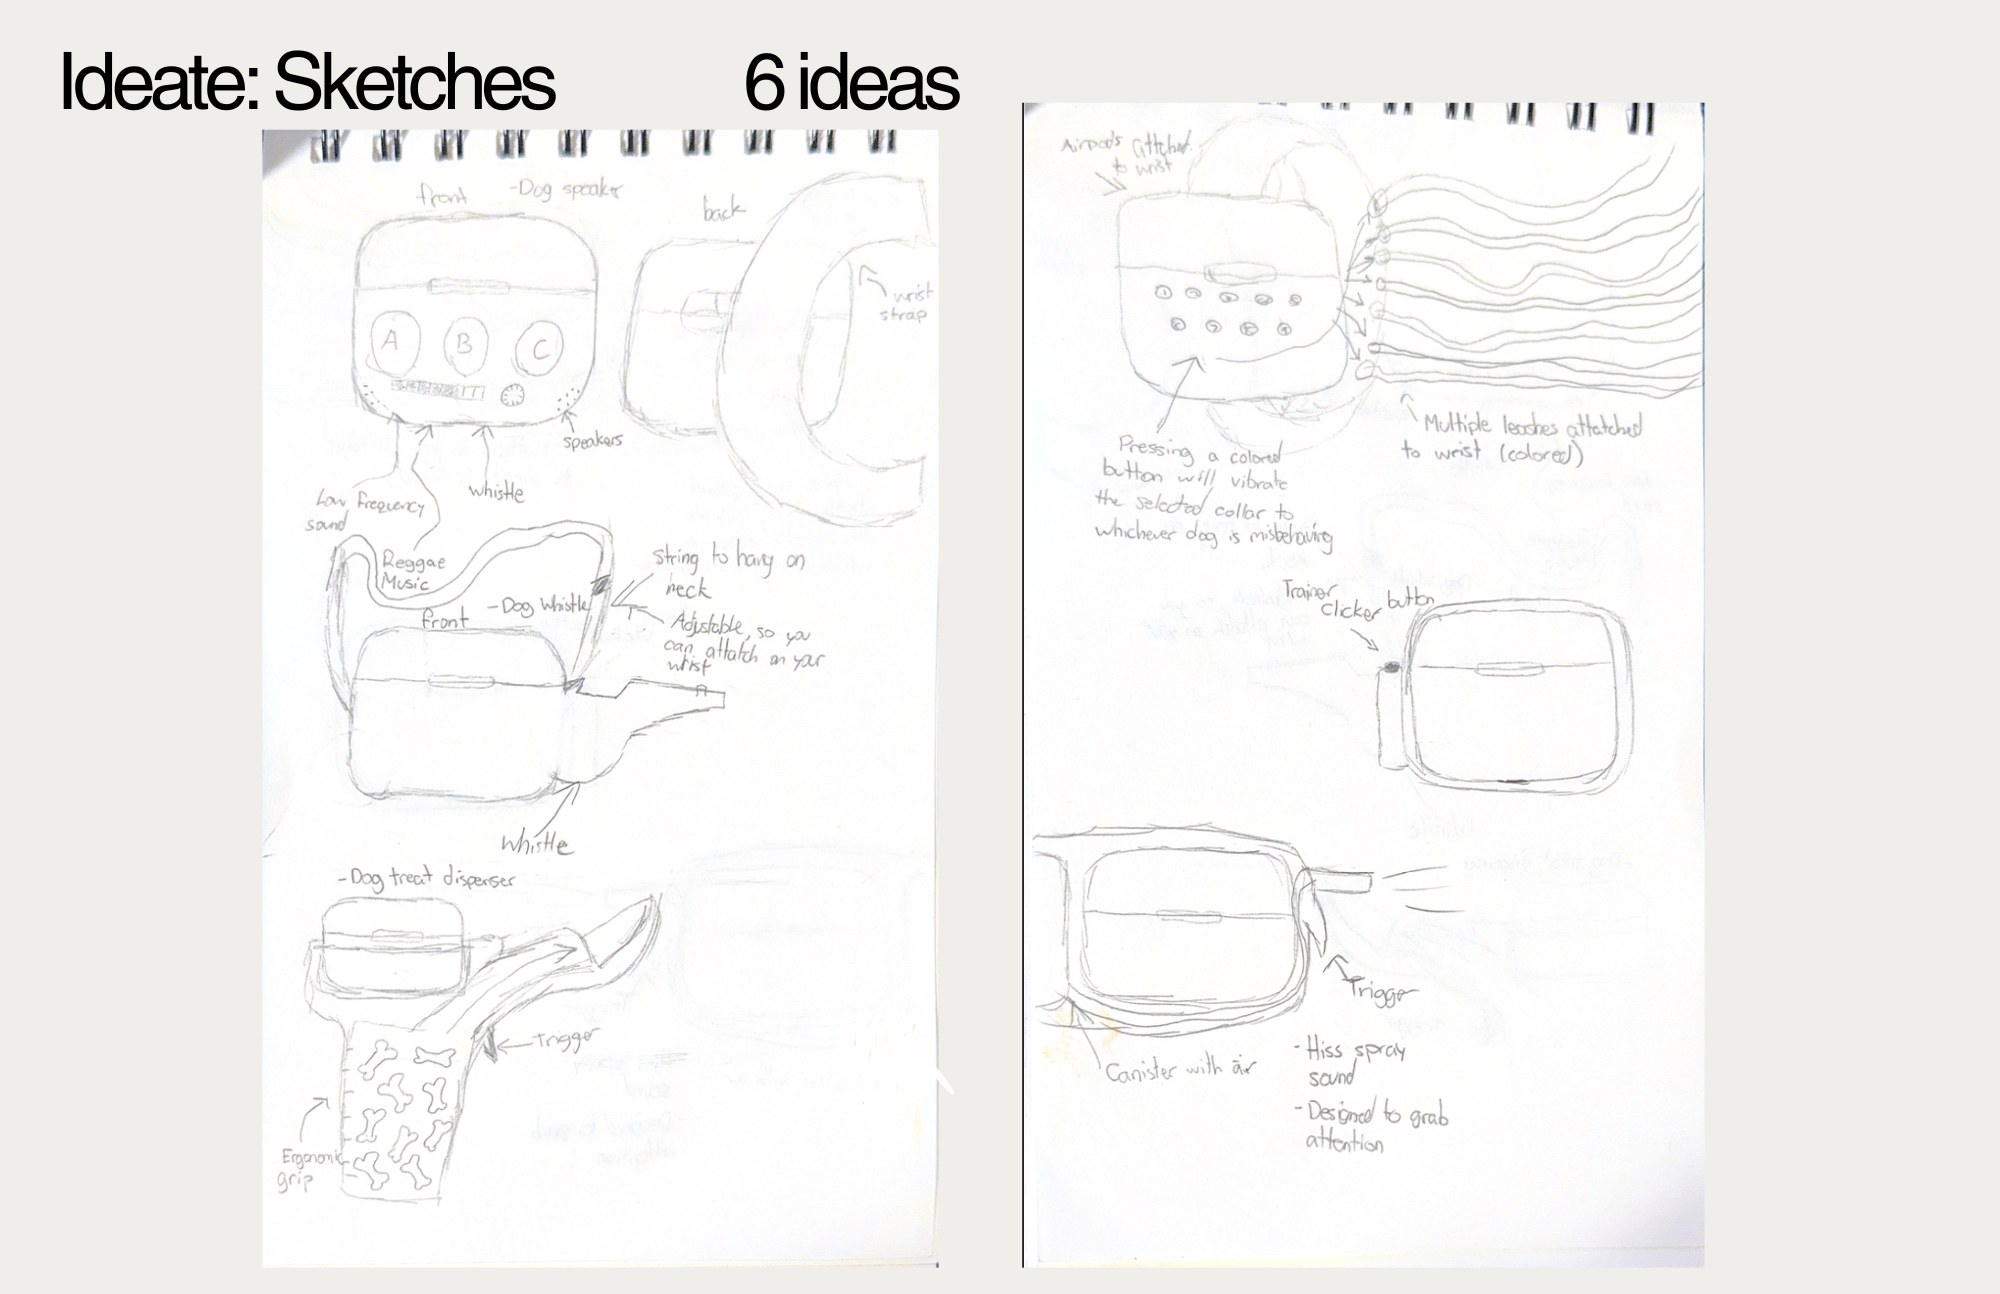 Ideate: Sketches
6 ideas
front
-Dog speaker
back
wrist
strap
A B C
speakers
whistle
Low Frequency
sound
Reggae
Music
front
-Dog whistle
String to hang on
neck
Adjustable, so you
can attatch on your
wrist
Whistle
-Dog treat dispenser
Trigger
Ergonomic
grip
Airpods attched
to wrist
Multiple leashes attatched
to wrist (colored)
Pressing a colored
button will vibrate
the selected collar to
whichever dog is misbehaving
Trainer
Clicker button
Trigger
Canister with air
- Hiss spray
sound
- Designed to grab
attention